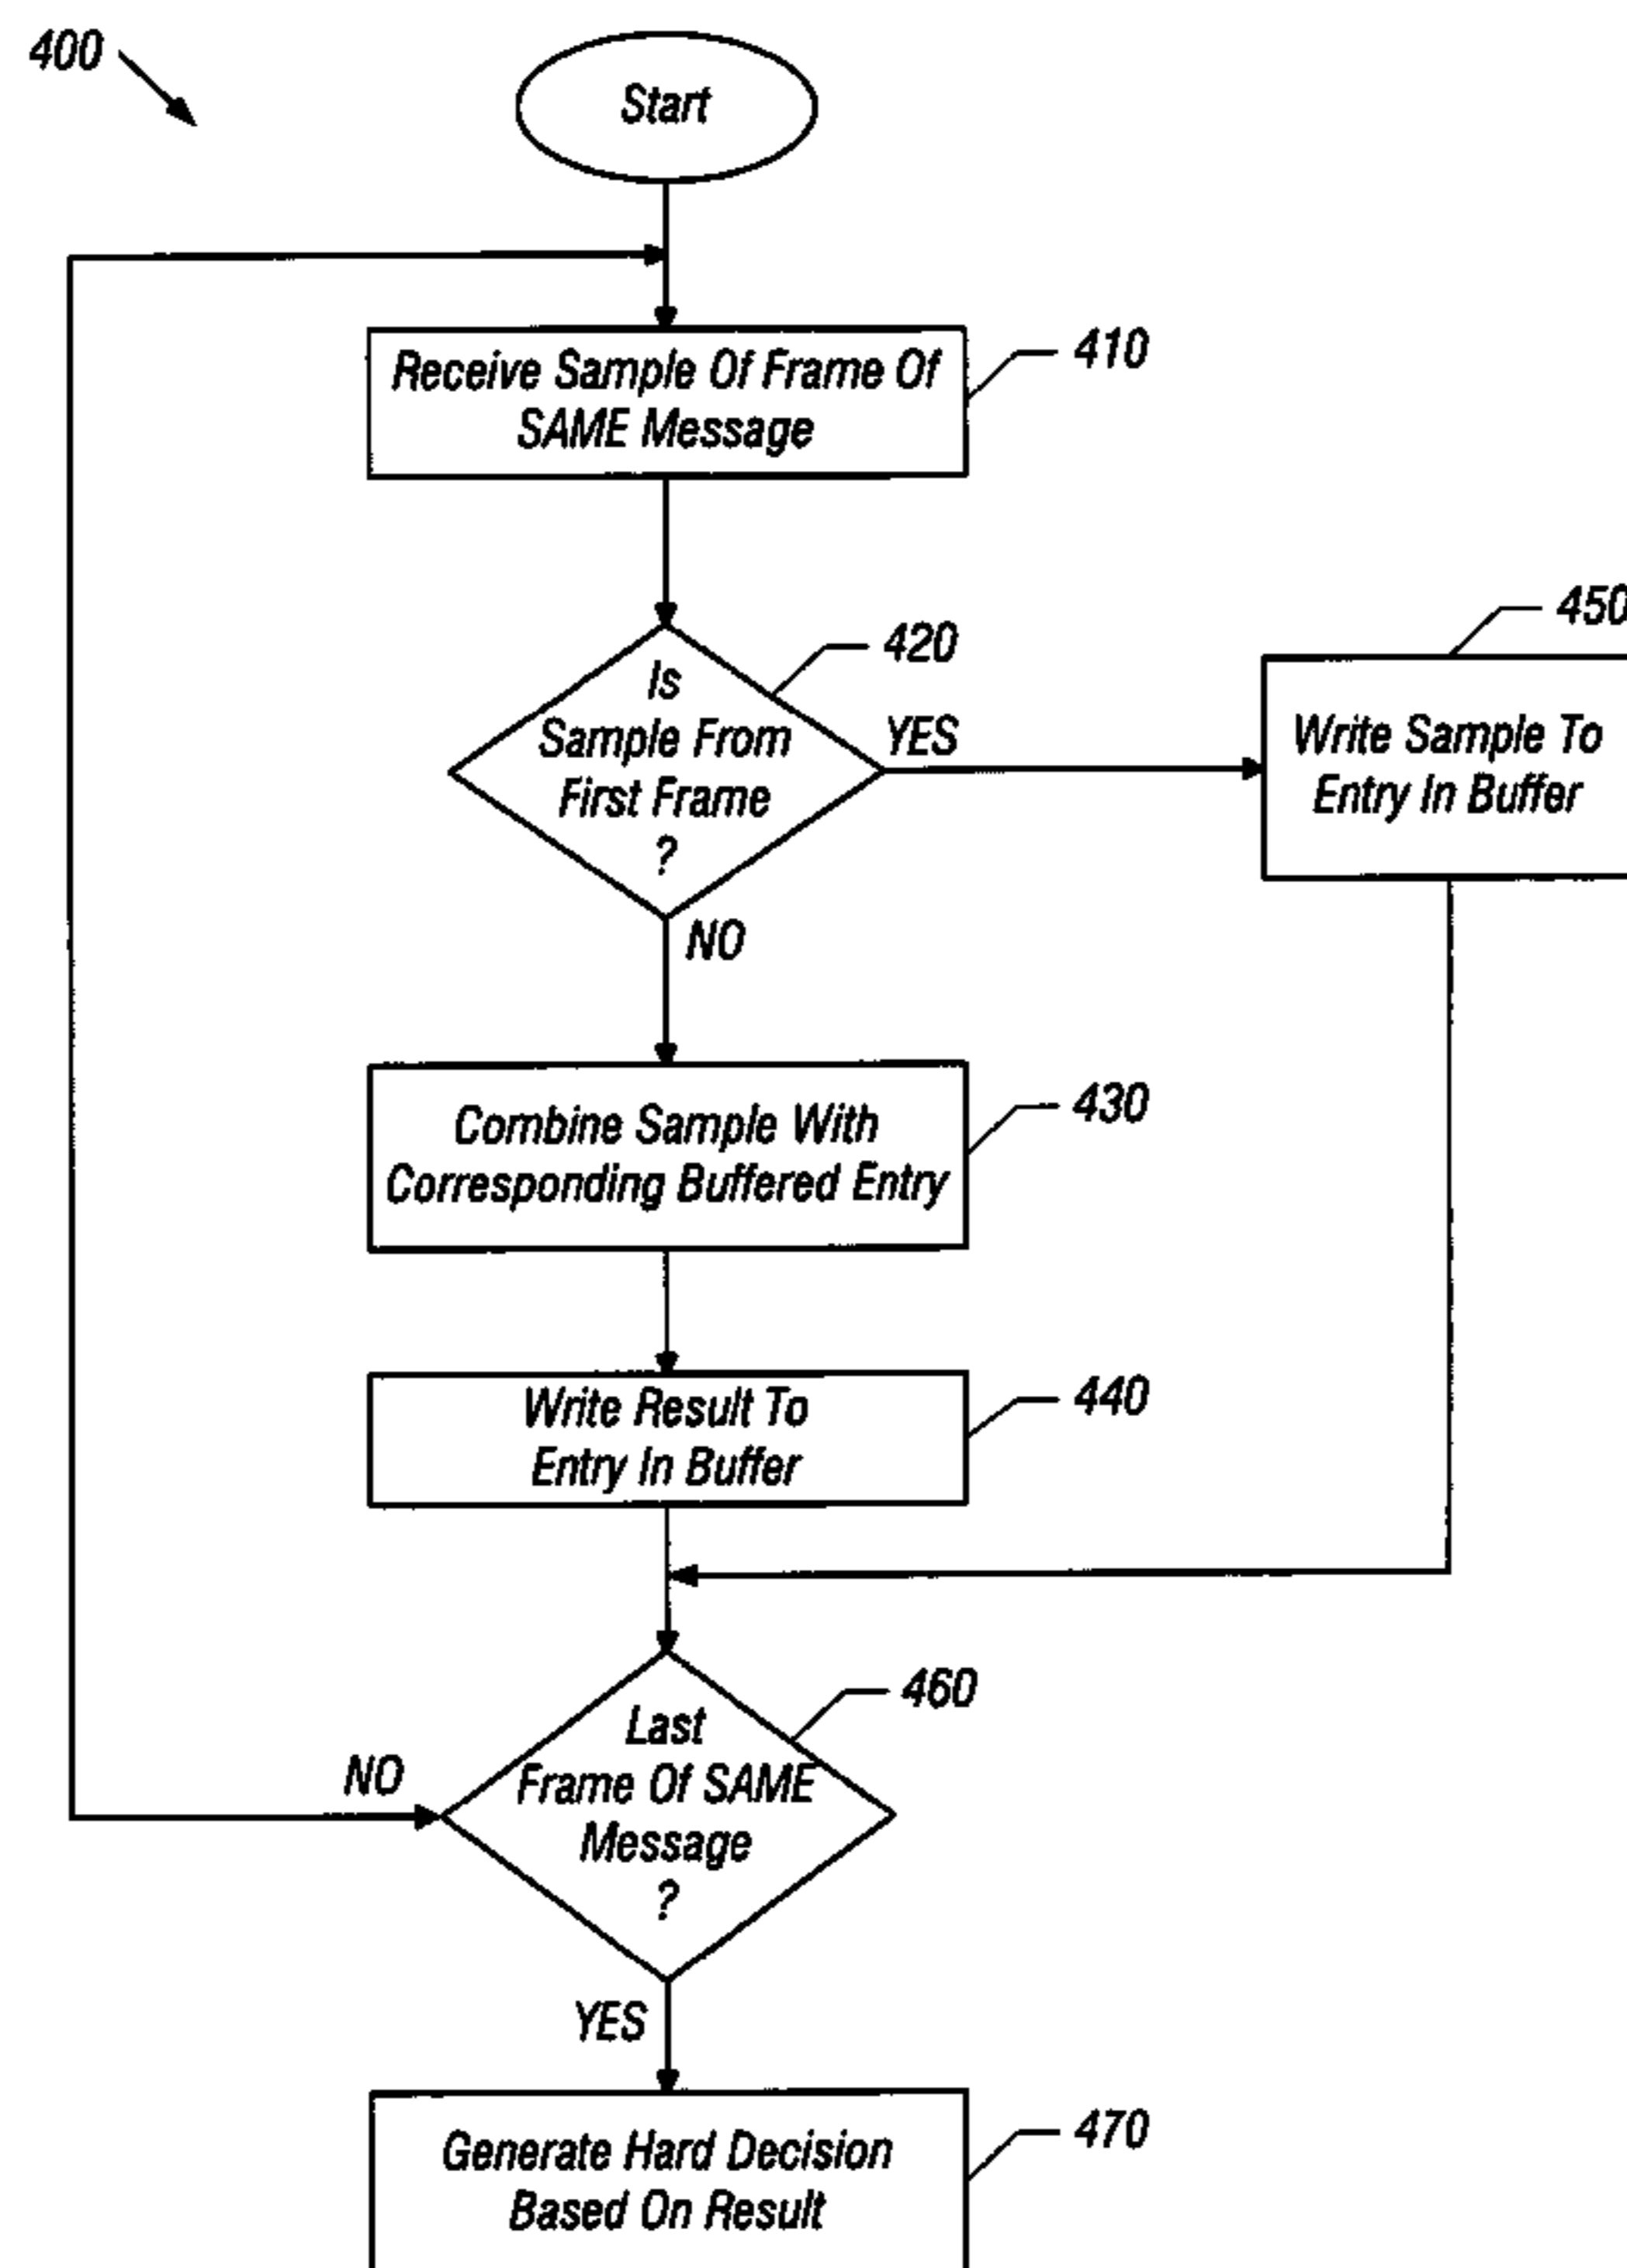 400
Start
Receive Sample Of Frame Of
SAME Message
410
Is
Sample From
First Frame
?
420
YES
NO
Write Sample To
Entry In Buffer
450
Combine Sample With
Corresponding Buffered Entry
430
Write Result To
Entry In Buffer
440
Last
Frame Of SAME
Message
?
460
NO
YES
Generate Hard Decision
Based On Result
470